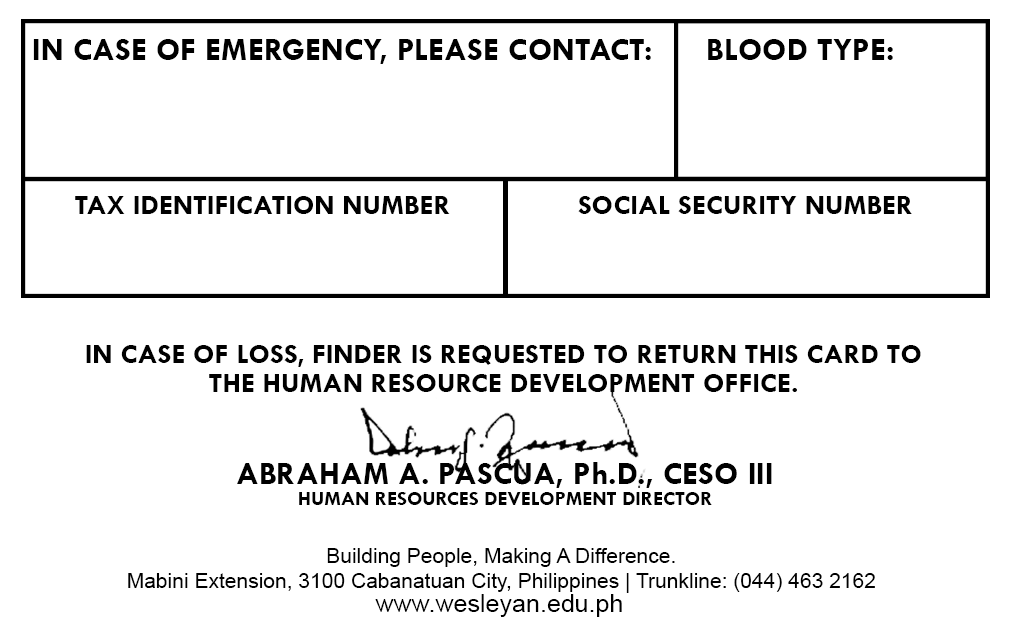 IN CASE OF EMERGENCY, PLEASE CONTACT:
BLOOD TYPE:
TAX IDENTIFICATION NUMBER
SOCIAL SECURITY NUMBER
IN CASE OF LOSS, FINDER IS REQUESTED TO RETURN THIS CARD TO
THE HUMAN RESOURCE DEVELOPMENT OFFICE.
ABRAHAM A. PASCUA, Ph.D., CESO III
HUMAN RESOURCES DEVELOPMENT DIRECTOR
Building People, Making A Difference.
Mabini Extension, 3100 Cabanatuan City, Philippines | Trunkline: (044) 463 2162
www.wesleyan.edu.ph